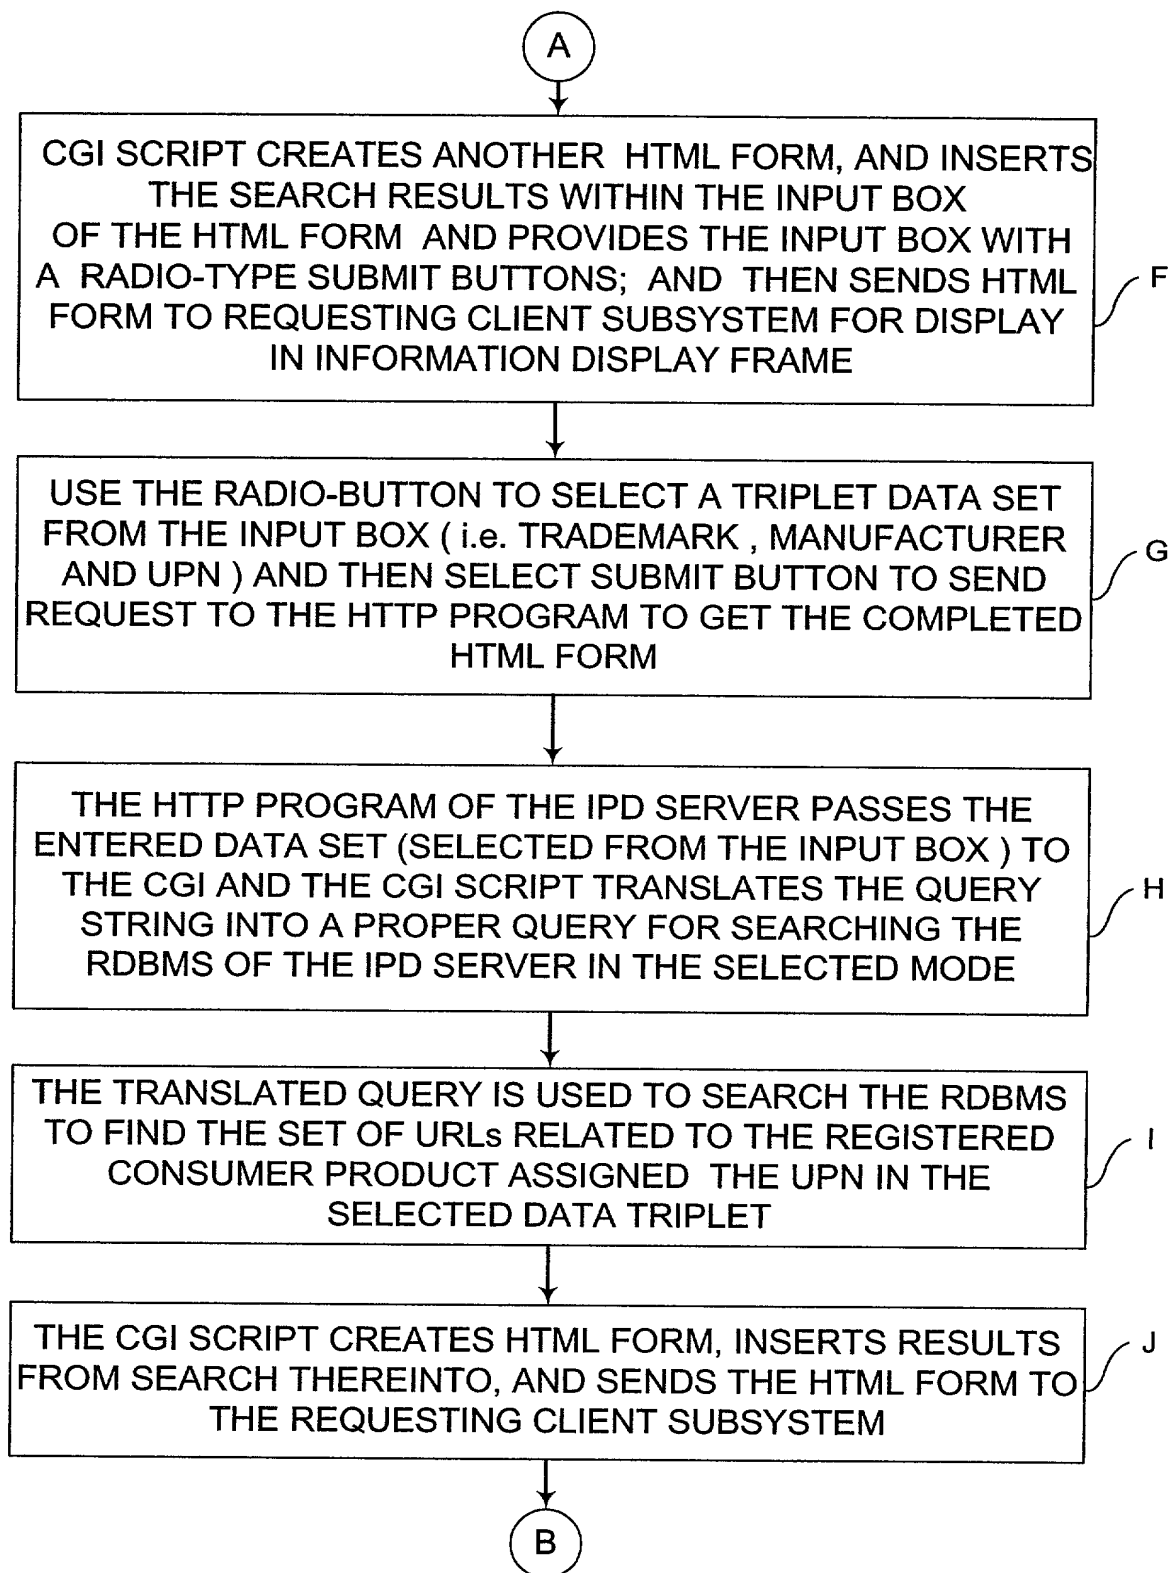 A
CGI SCRIPT CREATES ANOTHER HTML FORM, AND INSERTS
THE SEARCH RESULTS WITHIN THE INPUT BOX
OF THE HTML FORM AND PROVIDES THE INPUT BOX WITH
A RADIO-TYPE SUBMIT BUTTONS; AND THEN SENDS HTML
FORM TO REQUESTING CLIENT SUBSYSTEM FOR DISPLAY
IN INFORMATION DISPLAY FRAME
F
USE THE RADIO-BUTTON TO SELECT A TRIPLET DATA SET
FROM THE INPUT BOX ( i.e. TRADEMARK , MANUFACTURER
AND UPN ) AND THEN SELECT SUBMIT BUTTON TO SEND
REQUEST TO THE HTTP PROGRAM TO GET THE COMPLETED
HTML FORM
G
THE HTTP PROGRAM OF THE IPD SERVER PASSES THE
ENTERED DATA SET (SELECTED FROM THE INPUT BOX ) TO
THE CGI AND THE CGI SCRIPT TRANSLATES THE QUERY
STRING INTO A PROPER QUERY FOR SEARCHING THE
RDBMS OF THE IPD SERVER IN THE SELECTED MODE
H
THE TRANSLATED QUERY IS USED TO SEARCH THE RDBMS
TO FIND THE SET OF URLs RELATED TO THE REGISTERED
CONSUMER PRODUCT ASSIGNED THE UPN IN THE
SELECTED DATA TRIPLET
I
THE CGI SCRIPT CREATES HTML FORM, INSERTS RESULTS
FROM SEARCH THEREINTO, AND SENDS THE HTML FORM TO
THE REQUESTING CLIENT SUBSYSTEM
J
B